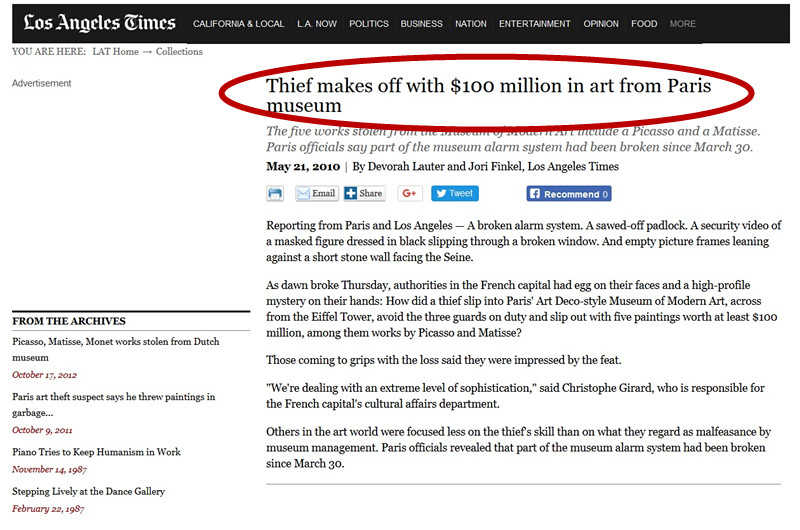 Los Angeles Times
CALIFORNIA & LOCAL L.A. NOW POLITICS BUSINESS NATION ENTERTAINMENT OPINION FOOD MORE
YOU ARE HERE: LAT Home → Collections
Advertisement
Thief makes off with $100 million in art from Paris
museum
The five works stolen from the Museum of Modern Art include a Picasso and a Matisse.
Paris officials say part of the museum alarm system had been broken since March 30.
May 21, 2010 | By Devorah Lauter and Jori Finkel, Los Angeles Times
Email Share G+ Tweet Recommend 0
Reporting from Paris and Los Angeles — A broken alarm system. A sawed-off padlock. A security video of
a masked figure dressed in black slipping through a broken window. And empty picture frames leaning
against a short stone wall facing the Seine.
As dawn broke Thursday, authorities in the French capital had egg on their faces and a high-profile
mystery on their hands: How did a thief slip into Paris' Art Deco-style Museum of Modern Art, across
from the Eiffel Tower, avoid the three guards on duty and slip out with five paintings worth at least $100
million, among them works by Picasso and Matisse?
Those coming to grips with the loss said they were impressed by the feat.
"We're dealing with an extreme level of sophistication," said Christophe Girard, who is responsible for
the French capital's cultural affairs department.
Others in the art world were focused less on the thief's skill than on what they regard as malfeasance by
museum management. Paris officials revealed that part of the museum alarm system had been broken
since March 30.
FROM THE ARCHIVES
Picasso, Matisse, Monet works stolen from Dutch
museum
October 17, 2012
Paris art theft suspect says he threw paintings in
garbage...
October 9, 2011
Piano Tries to Keep Humanism in Work
November 14, 1987
Stepping Lively at the Dance Gallery
February 22, 1987